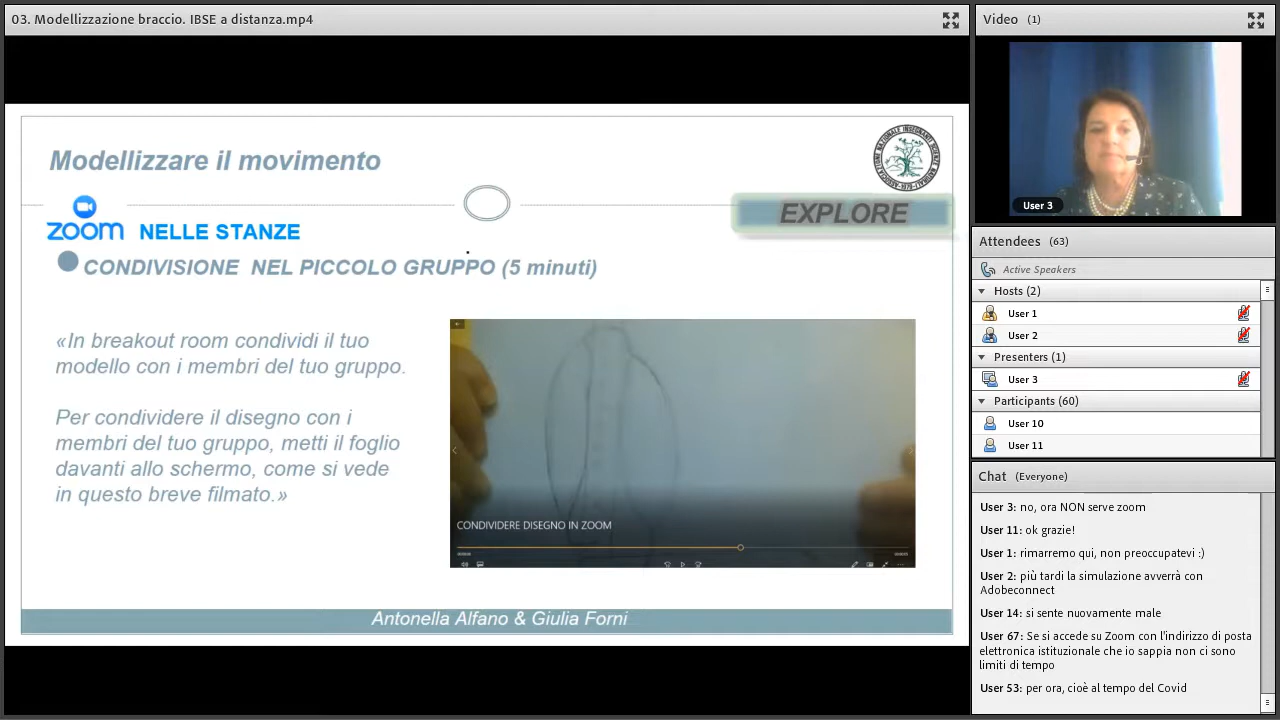 03. Modellizzazione braccio. IBSE a distanza.mp4
Modellizzare il movimento
EXPLORE
zoom NELLE STANZE
CONDIVISIONE NEL PICCOLO GRUPPO (5 minuti)
«In breakout room condividi il tuo
modello con i membri del tuo gruppo.
Per condividere il disegno con i
membri del tuo gruppo, metti il foglio
davanti allo schermo, come si vede
in questo breve filmato.»
CONDIVIDERE DISEGNO IN ZOOM
Antonella Alfano & Giulia Forni
Video (1)
User 3
Attendees (63)
Active Speakers
Hosts (2)
User 1
User 2
Presenters (1)
User 3
Participants (60)
User 10
User 11
Chat (Everyone)
User 3: no, ora NON serve zoom
User 11: ok grazie!
User 1: rimarremo qui, non preoccupatevi :)
User 2: più tardi la simulazione avverrà con
Adobeconnect
User 14: si sente nuovamente male
User 67: Se si accede su Zoom con l'indirizzo di posta
elettronica istituzionale che io sappia non ci sono
limiti di tempo
User 53: per ora, cioè al tempo del Covid